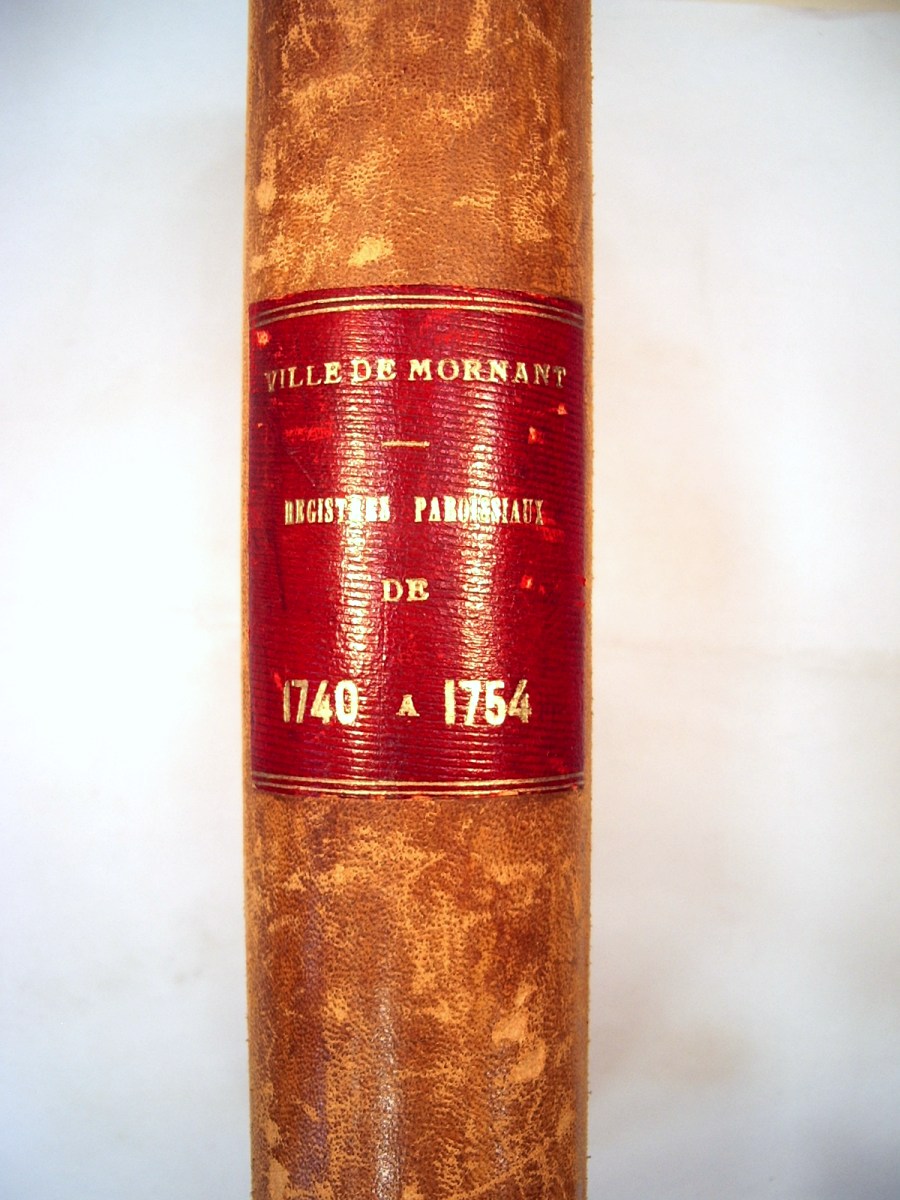 VILLE DE MORNANT
REGISTRES PAROISSIAUX
DE
1740 A 1754